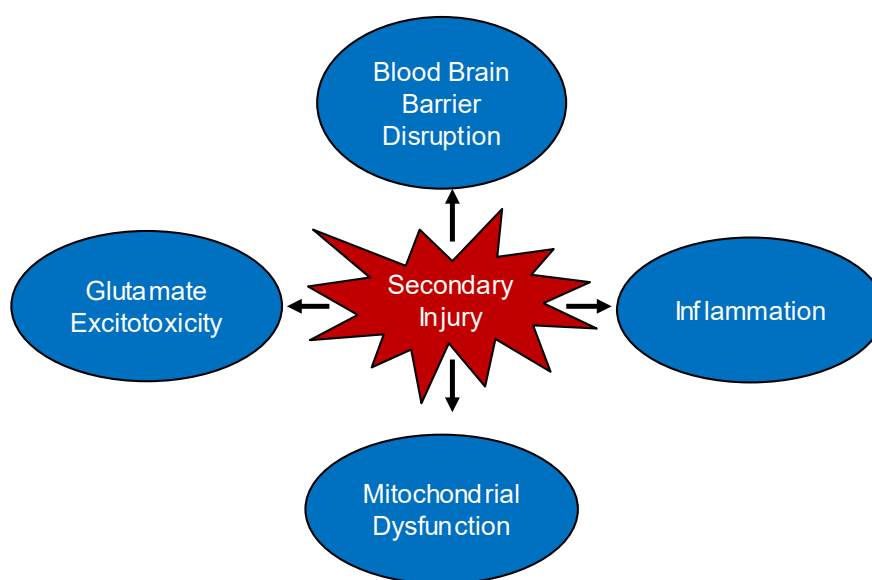 Blood Brain
Barrier
Disruption
Glutamate
Excitotoxicity
Secondary
Injury
Inflammation
Mitochondrial
Dysfunction